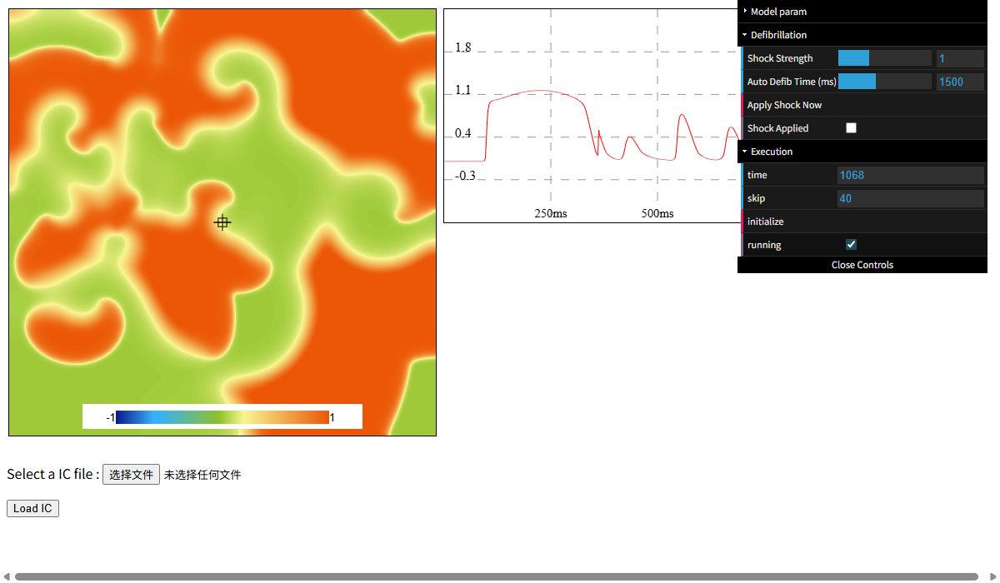 -1 1
1.8
1.1
0.4
-0.3
250ms 500ms
Model param
Defibrillation
Shock Strength 1
Auto Defib Time (ms) 1500
Apply Shock Now
Shock Applied
Execution
time 1068
skip 40
initialize
running
Close Controls
Select a IC file : 选择文件 未选择任何文件
Load IC